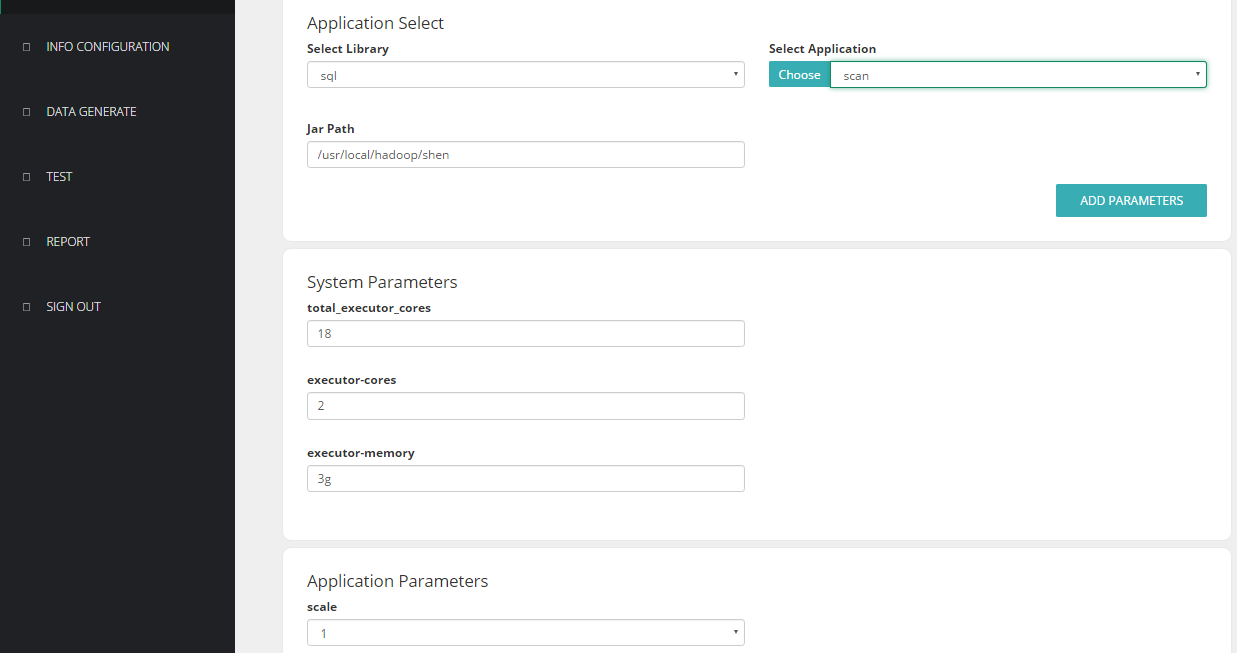 INFO CONFIGURATION
DATA GENERATE
TEST
REPORT
SIGN OUT
Application Select
Select Library
sql
Select Application
Choose
scan
Jar Path
/usr/local/hadoop/shen
ADD PARAMETERS
System Parameters
total_executor_cores
18
executor-cores
2
executor-memory
3g
Application Parameters
scale
1